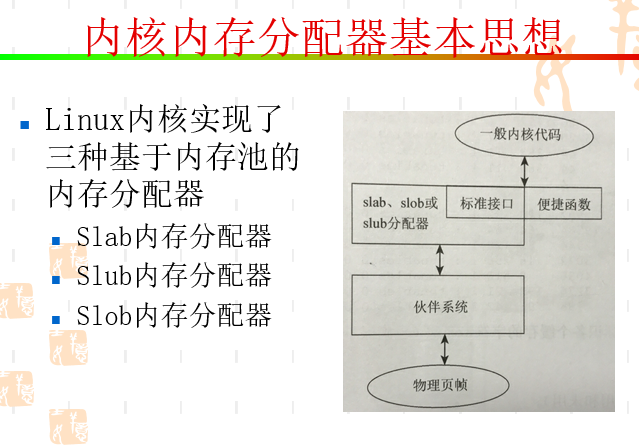 内核内存分配器基本思想
Linux内核实现了
三种基于内存池的
内存分配器
Slab内存分配器
Slub内存分配器
Slob内存分配器
一般内核代码
slab、slob或
slub分配器
标准接口
便捷函数
伙伴系统
物理页帧